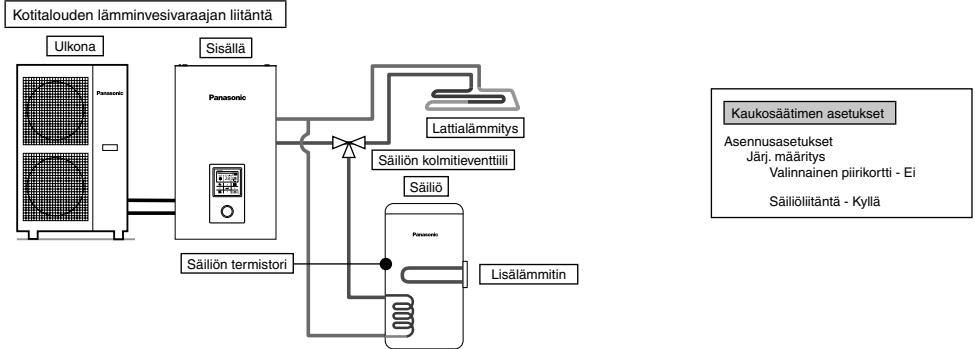 Kotitalouden lämminvesivaraajan liitäntä
Ulkona
Sisällä
Panasonic
Panasonic
Lattialämmitys
Säiliön kolmitieventtiili
Säiliö
Panasonic
Säiliön termistori
Lisälämmitin
Kaukosäätimen asetukset
Asennusasetukset
Järj. määritys
Valinnainen piirikortti - Ei
Säiliöliitäntä - Kyllä